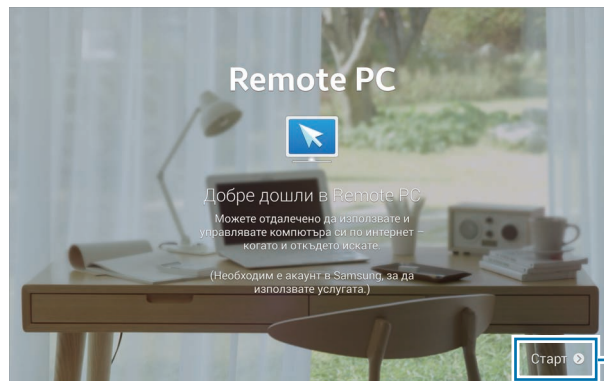 Remote PC
Добре дошли в Remote PC
Можете отдалечено да използвате и
управлявате компютъра си по интернет –
когато и откъдето искате.
(Необходим е акаунт в Samsung, за да
използвате услугата.)
Старт